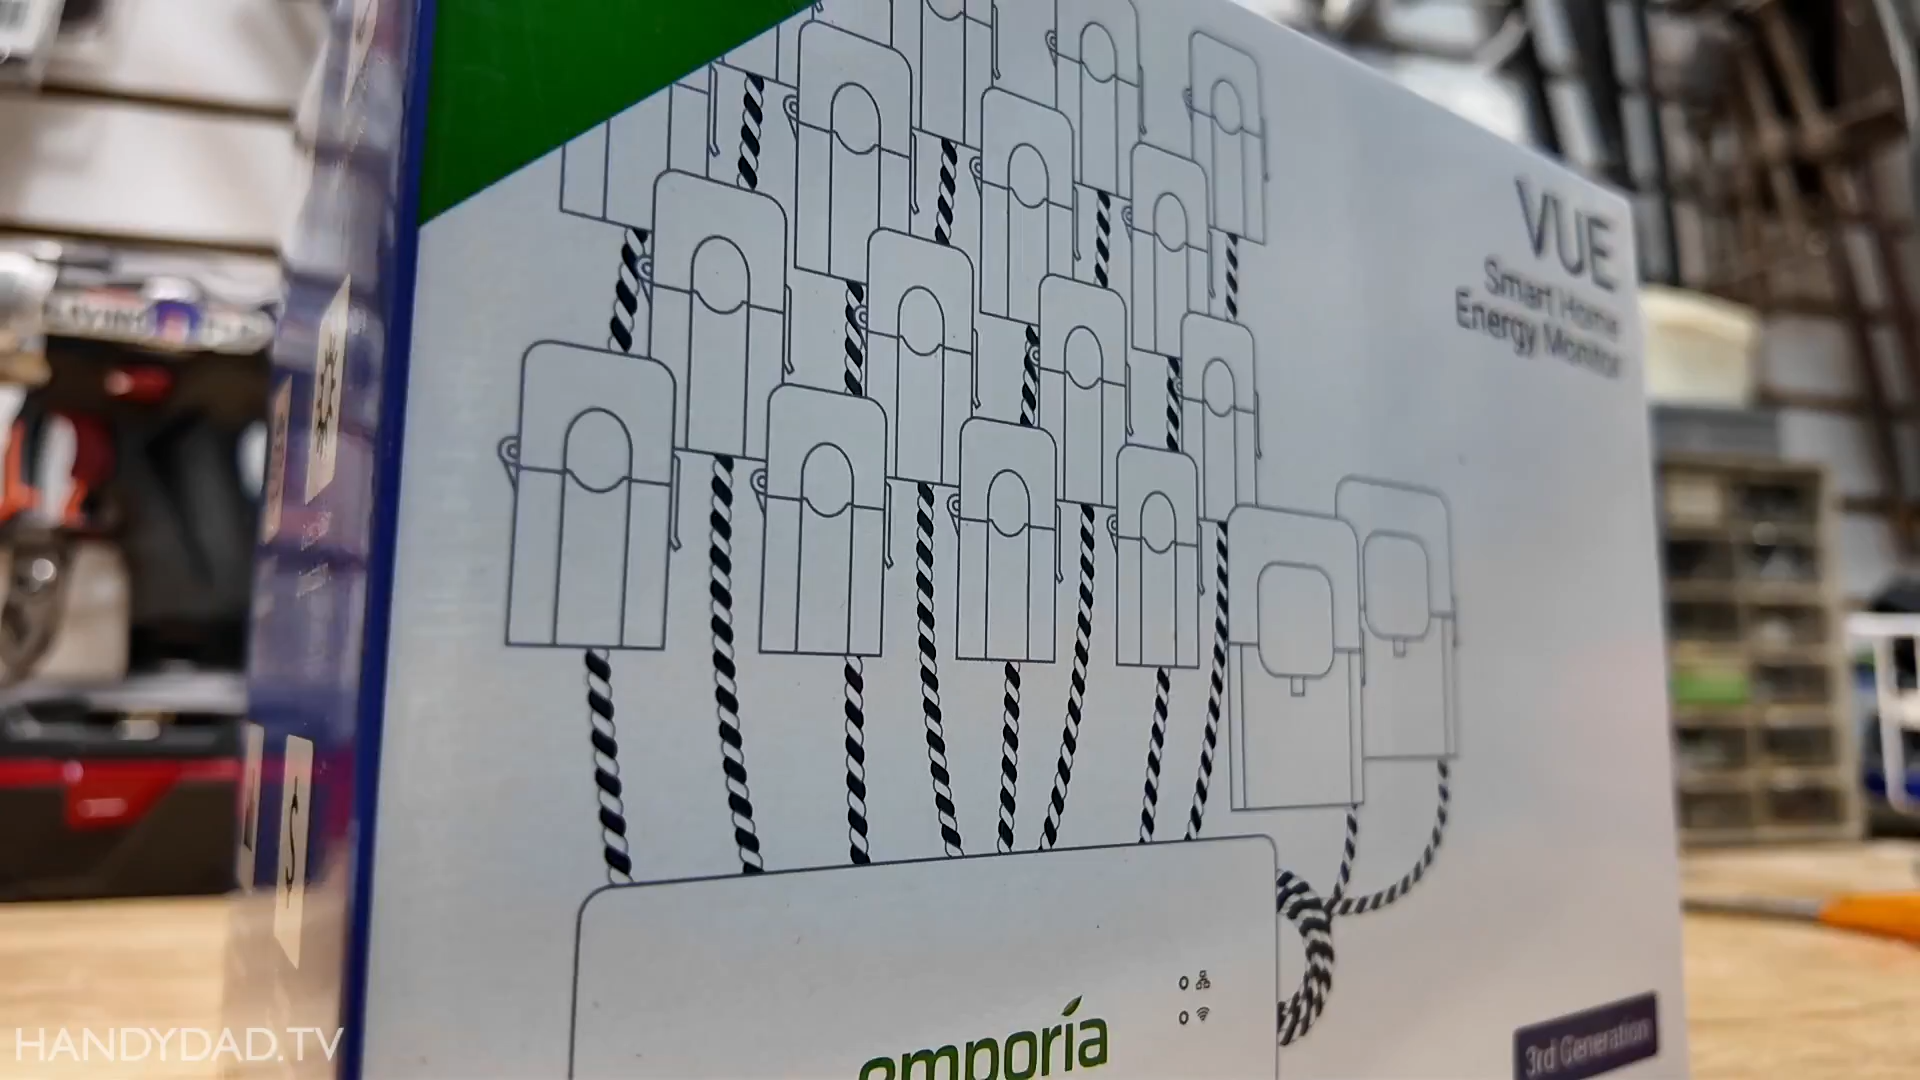 VUE
Smart Home
Energy Monitor
emporia
3rd Generation
HANDYDAD.TV